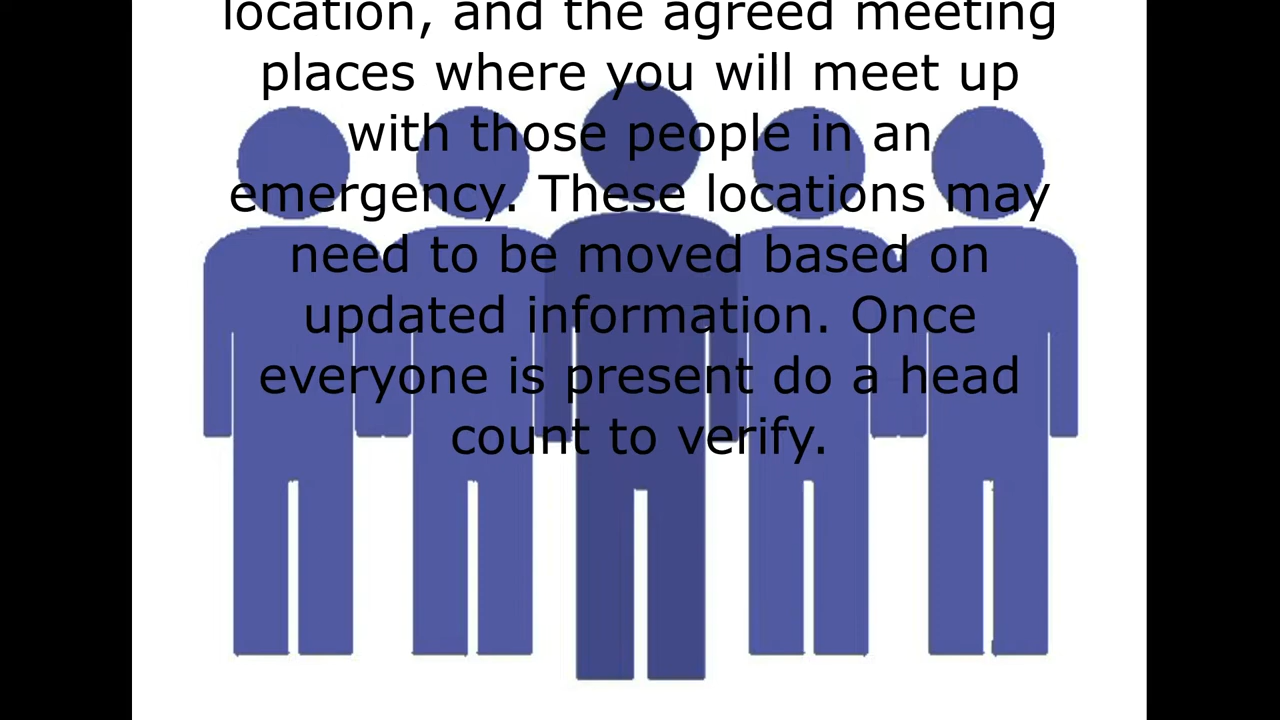 location, and the agreed meeting
places where you will meet up
with those people in an
emergency. These locations may
need to be moved based on
updated information. Once
everyone is present do a head
count to verify.